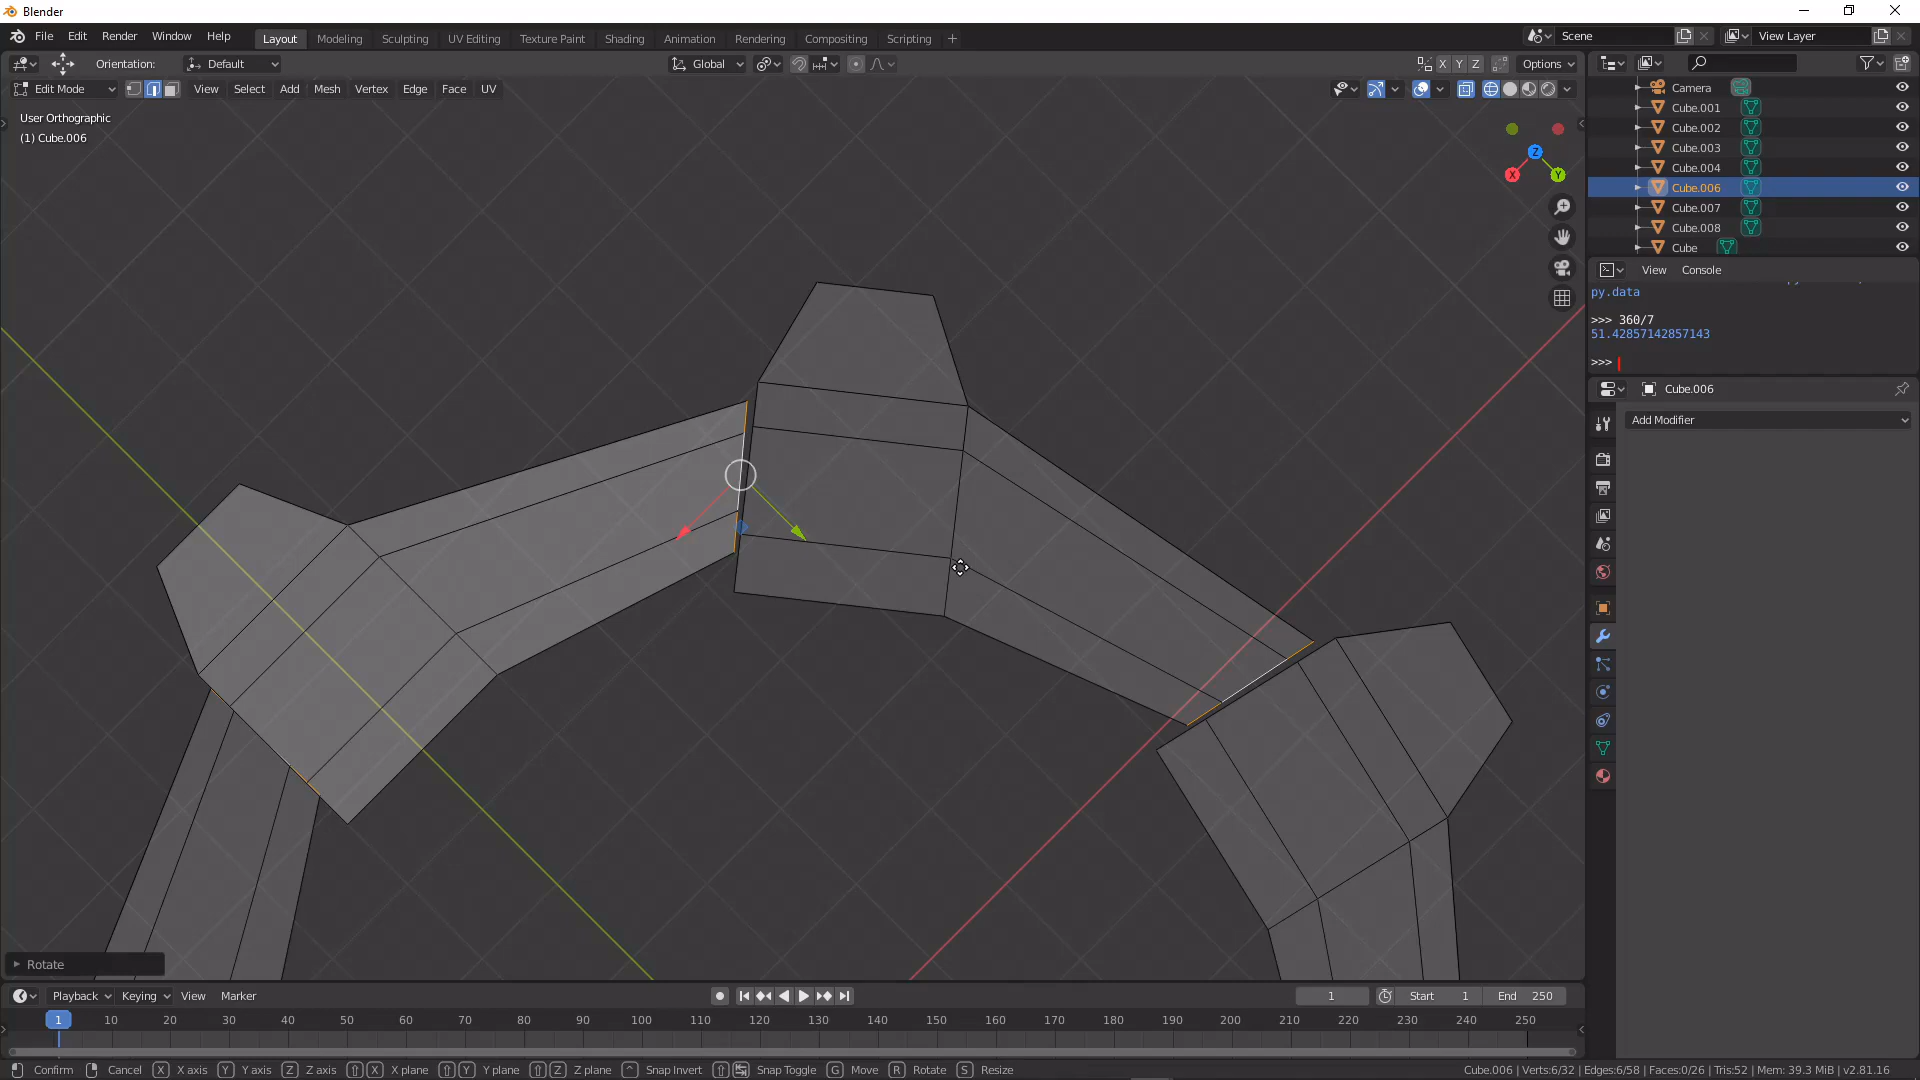 Blender
File Edit Render Window Help
Layout Modeling Sculpting UV Editing Texture Paint Shading Animation Rendering Compositing Scripting +
Scene
View Layer
Orientation: Default
Global
X Y Z
Options
Edit Mode
View Select Add Mesh Vertex Edge Face UV
User Orthographic
(1) Cube.006
Z
X
Y
Camera
Cube.001
Cube.002
Cube.003
Cube.004
Cube.006
Cube.007
Cube.008
Cube
View Console
py.data
>>> 360/7
51.42857142857143
>>>
Cube.006
Add Modifier
Rotate
Playback Keying View Marker
1
Start 1
End 250
1 10 20 30 40 50 60 70 80 90 100 110 120 130 140 150 160 170 180 190 200 210 220 230 240 250
Confirm Cancel X X axis Y Y axis Z Z axis X X plane Y Y plane Z Z plane ^ Snap Invert Snap Toggle G Move R Rotate S Resize
Cube.006 | Verts:6/32 | Edges:6/58 | Faces:0/26 | Tris:52 | Mem: 39.3 MiB | v2.81.16